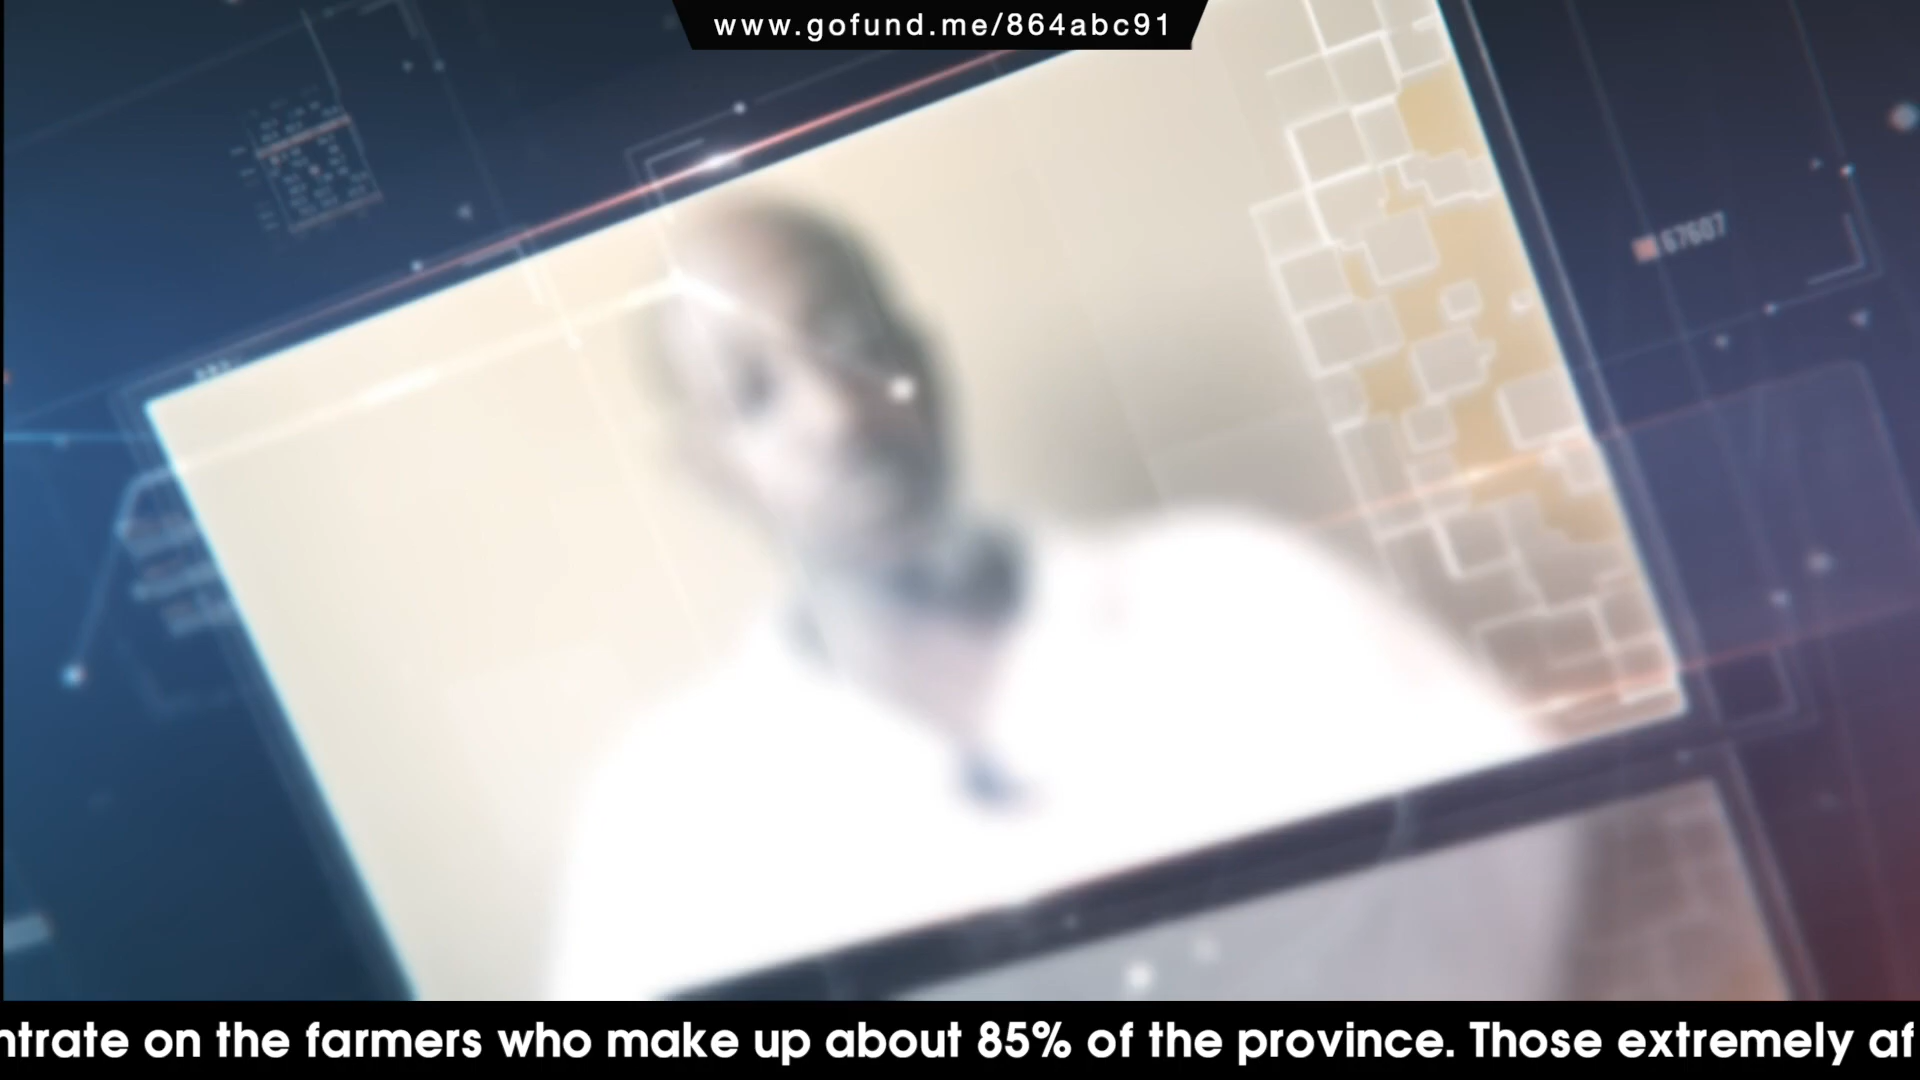 www.gofund.me/864abc91
67607
ntrate on the farmers who make up about 85% of the province. Those extremely af